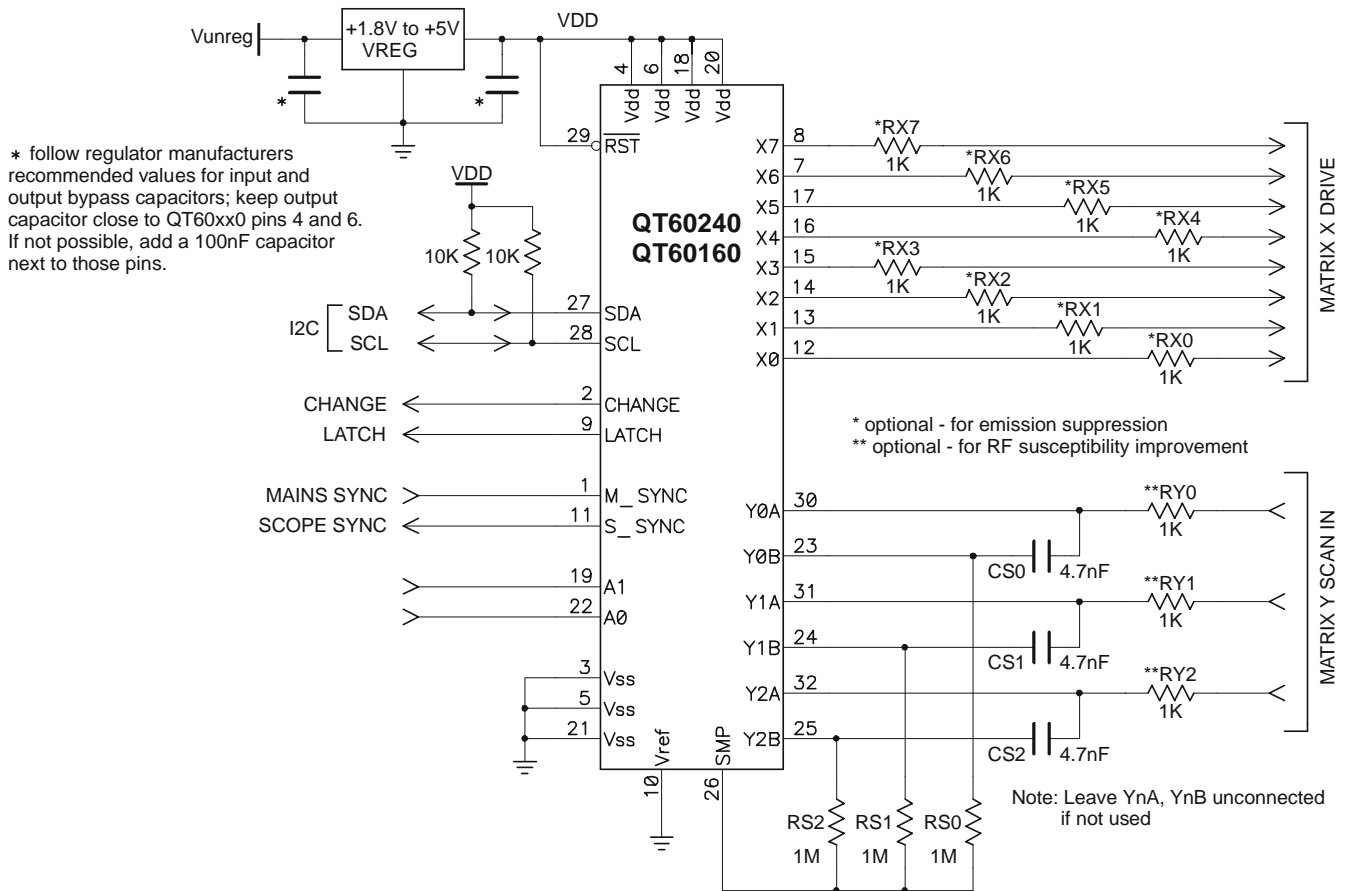 Vunreg
+1.8V to +5V
VREG
VDD
4
6
18
20
Vdd
Vdd
Vdd
Vdd
* follow regulator manufacturers
recommended values for input and
output bypass capacitors; keep output
capacitor close to QT60xx0 pins 4 and 6.
If not possible, add a 100nF capacitor
next to those pins.
*
*
29
RST
VDD
10K
10K
QT60240
QT60160
I2C
SDA
27
SDA
SCL
28
SCL
CHANGE
2
CHANGE
LATCH
9
LATCH
MAINS SYNC
1
M_SYNC
SCOPE SYNC
11
S_SYNC
19
A1
22
A0
3
Vss
5
Vss
21
Vss
Vref
10
SMP
26
X7
8
*RX7
1K
X6
7
*RX6
1K
X5
17
*RX5
1K
X4
16
*RX4
1K
X3
15
*RX3
1K
X2
14
*RX2
1K
X1
13
*RX1
1K
X0
12
*RX0
1K
MATRIX X DRIVE
* optional - for emission suppression
** optional - for RF susceptibility improvement
Y0A
30
**RY0
1K
Y0B
23
CS0
4.7nF
Y1A
31
**RY1
1K
Y1B
24
CS1
4.7nF
Y2A
32
**RY2
1K
Y2B
25
CS2
4.7nF
MATRIX Y SCAN IN
Note: Leave YnA, YnB unconnected
if not used
RS2
1M
RS1
1M
RS0
1M